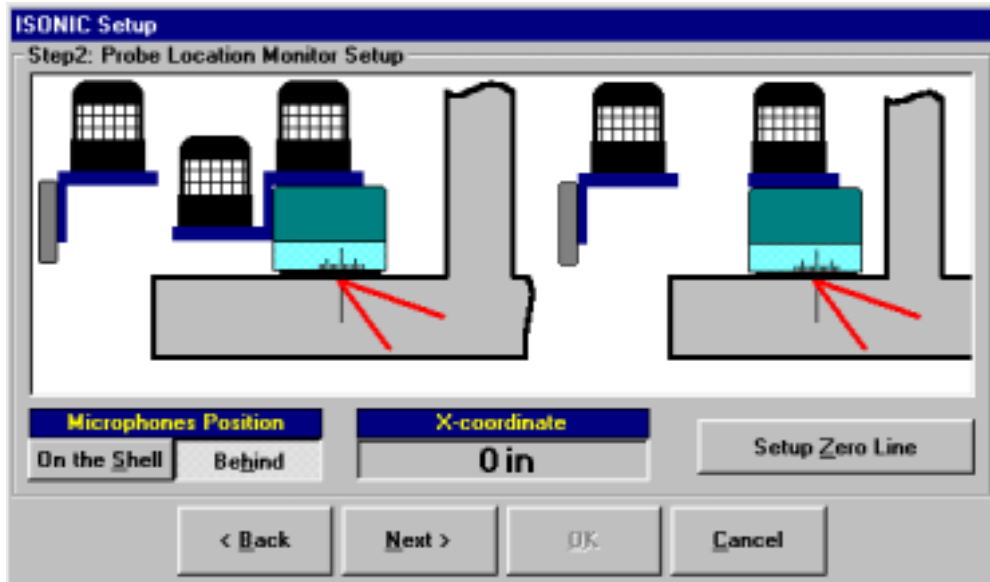 ISONIC Setup
Step2: Probe Location Monitor Setup
Microphones Position
X-coordinate
On the Shell
Behind
0 in
Setup Zero Line
< Back
Next >
OK
Cancel